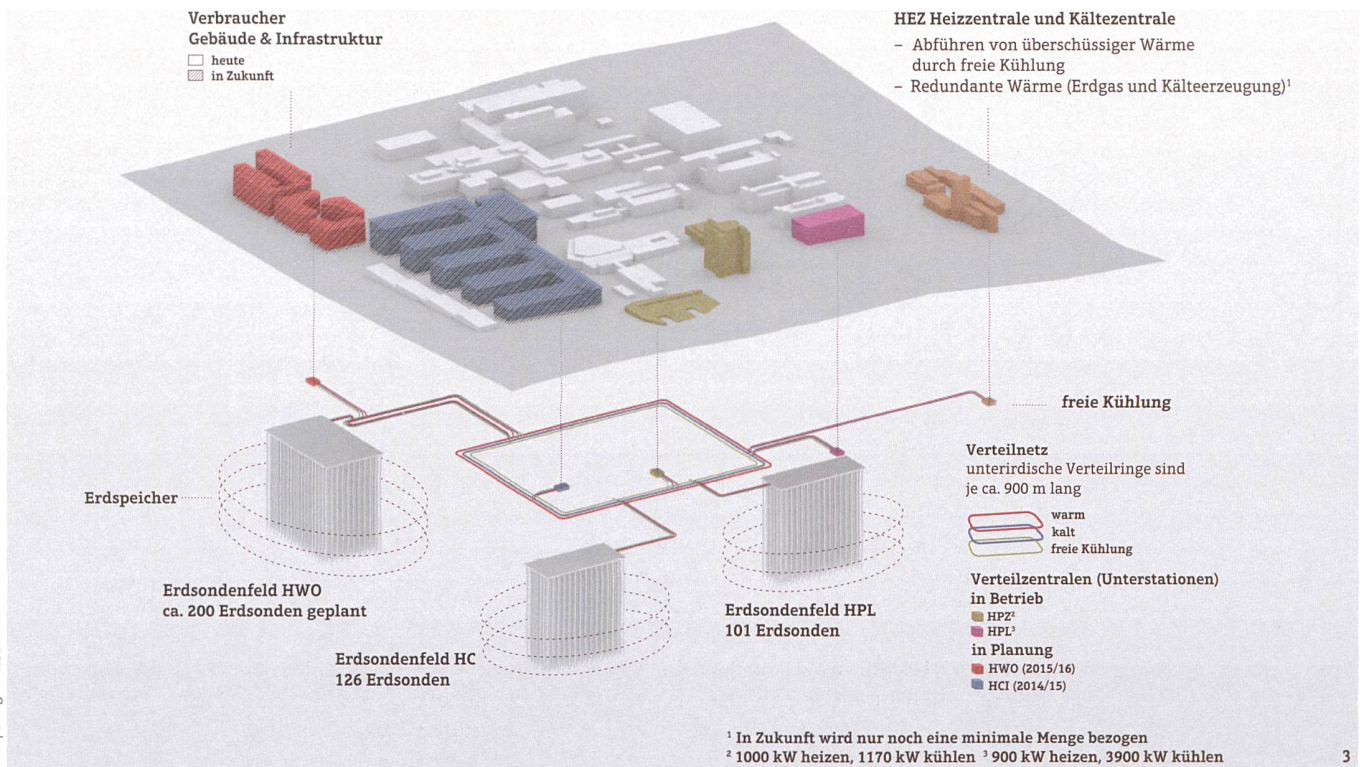 Verbraucher
Gebäude & Infrastruktur
heute
in Zukunft
HEZ Heizzentrale und Kältezentrale
– Abführen von überschüssiger Wärme
durch freie Kühlung
– Redundante Wärme (Erdgas und Kälteerzeugung)¹
freie Kühlung
Verteilnetz
unterirdische Verteilringe sind
je ca. 900 m lang
warm
kalt
freie Kühlung
Erdspeicher
Erdsondenfeld HWO
ca. 200 Erdsonden geplant
Erdsondenfeld HC
126 Erdsonden
Erdsondenfeld HPL
101 Erdsonden
Verteilzentralen (Unterstationen)
in Betrieb
HPZ²
HPL³
in Planung
HWO (2015/16)
HCI (2014/15)
¹ In Zukunft wird nur noch eine minimale Menge bezogen
² 1000 kW heizen, 1170 kW kühlen ³ 900 kW heizen, 3900 kW kühlen
3